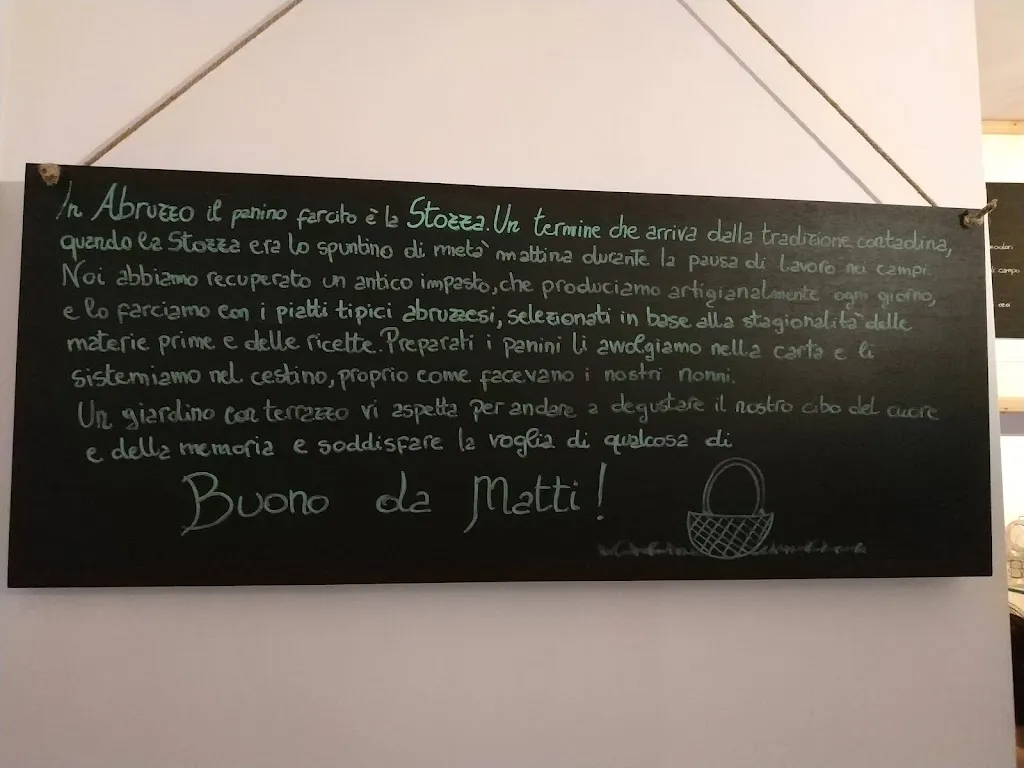 In Abruzzo il panino farcito è la Stozza. Un termine che arriva dalla tradizione contadina,
quando la Stozza era lo spuntino di metà mattina durante la pausa di lavoro nei campi.
Noi abbiamo recuperato un antico impasto, che produciamo artigianalmente ogni giorno,
e lo farciamo con i piatti tipici abruzzesi, selezionati in base alla stagionalità delle
materie prime e delle ricette. Preparati i panini li avvolgiamo nella carta e li
sistemiamo nel cestino, proprio come facevano i nostri nonni.
Un giardino con terrazzo vi aspetta per andare a degustare il nostro cibo del cuore
e della memoria e soddisfare la voglia di qualcosa di
Buono da Matti!
campo